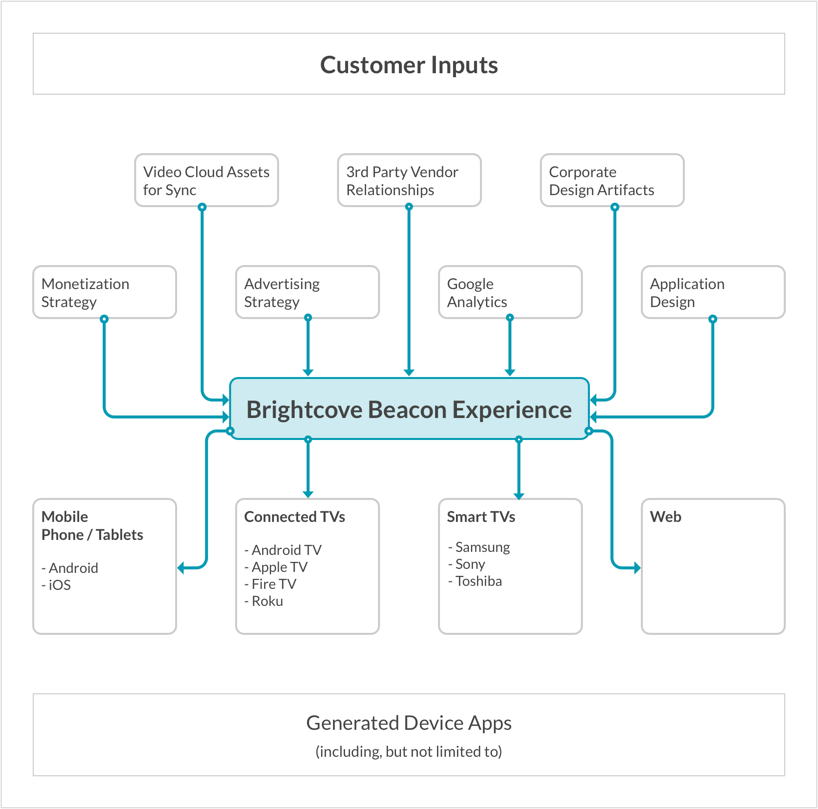 Customer Inputs
Video Cloud Assets
for Sync
3rd Party Vendor
Relationships
Corporate
Design Artifacts
Monetization
Strategy
Advertising
Strategy
Google
Analytics
Application
Design
Brightcove Beacon Experience
Mobile
Phone / Tablets
- Android
- iOS
Connected TVs
- Android TV
- Apple TV
- Fire TV
- Roku
Smart TVs
- Samsung
- Sony
- Toshiba
Web
Generated Device Apps
(including, but not limited to)